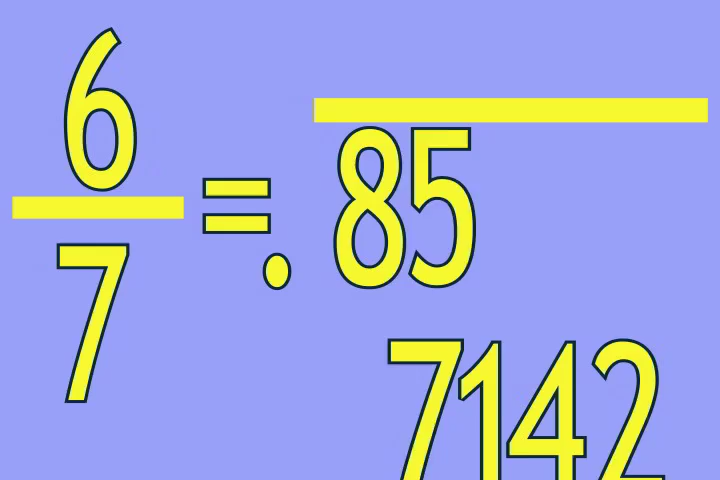 6/7 = . 85
7142